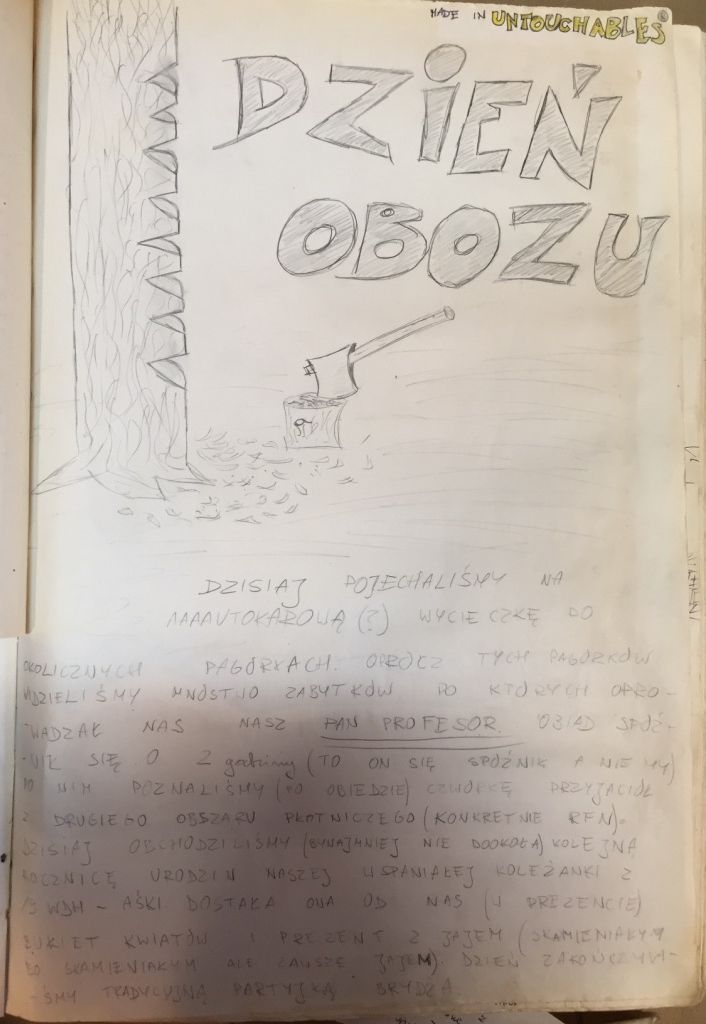 MADE IN UNTOUCHABLES ©
DZIEŃ
OBOZU
DZISIAJ POJECHALIŚMY NA
AAAAUTOKAROWĄ (?) WYCIECZKĘ DO
OKOLICZNYCH PAGÓRKACH. OPRÓCZ TYCH PAGÓRKÓW
WIDZIELIŚMY MNÓSTWO ZABYTKÓW PO KTÓRYCH OPRO-
WADZAŁ NAS NASZ PAN PROFESOR. OBIAD SPÓŹ-
-NIŁ SIĘ O 2 godziny (TO ON SIĘ SPÓŹNIŁ A NIE MY)
PO NIM POZNALIŚMY (PO OBIEDZIE) CZWÓRKĘ PRZYJACIÓŁ
Z DRUGIEGO OBSZARU PŁATNICZEGO (KONKRETNIE RFN).
DZISIAJ OBCHODZILIŚMY (BYNAJMNIEJ NIE DOOKOŁA) KOLEJNĄ
ROCZNICĘ URODZIN NASZEJ WSPANIAŁEJ KOLEŻANKI Z
WDH - AŚKI DOSTAŁA ONA OD NAS (W PREZENCIE)
BUKIET KWIATÓW I PREZENT Z JAJEM (SKAMIENIAŁYM
BO SKAMIENIAŁYM ALE ZAWSZE JAJEM). DZIEŃ ZAKOŃCZYLI-
-ŚMY TRADYCYJNĄ PARTYJKĄ BRYDŻA.